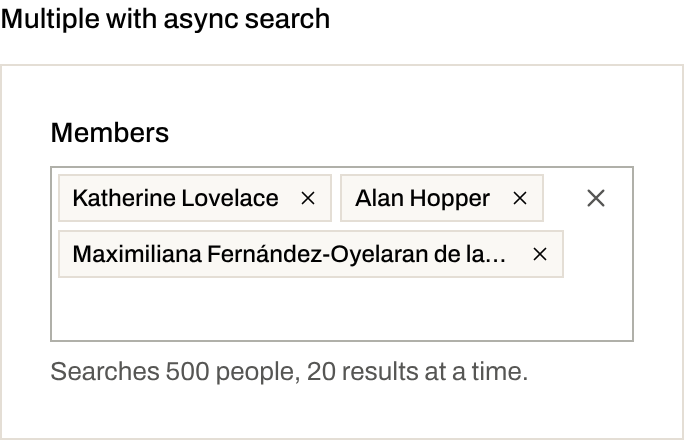 Multiple with async search
Members
Katherine Lovelace Alan Hopper
Maximiliana Fernández-Oyelaran de la…
Searches 500 people, 20 results at a time.